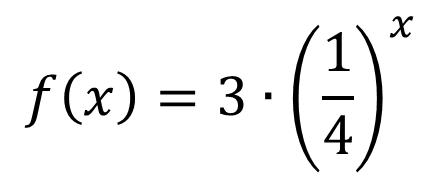 f(x) = 3 · (1/4)^x